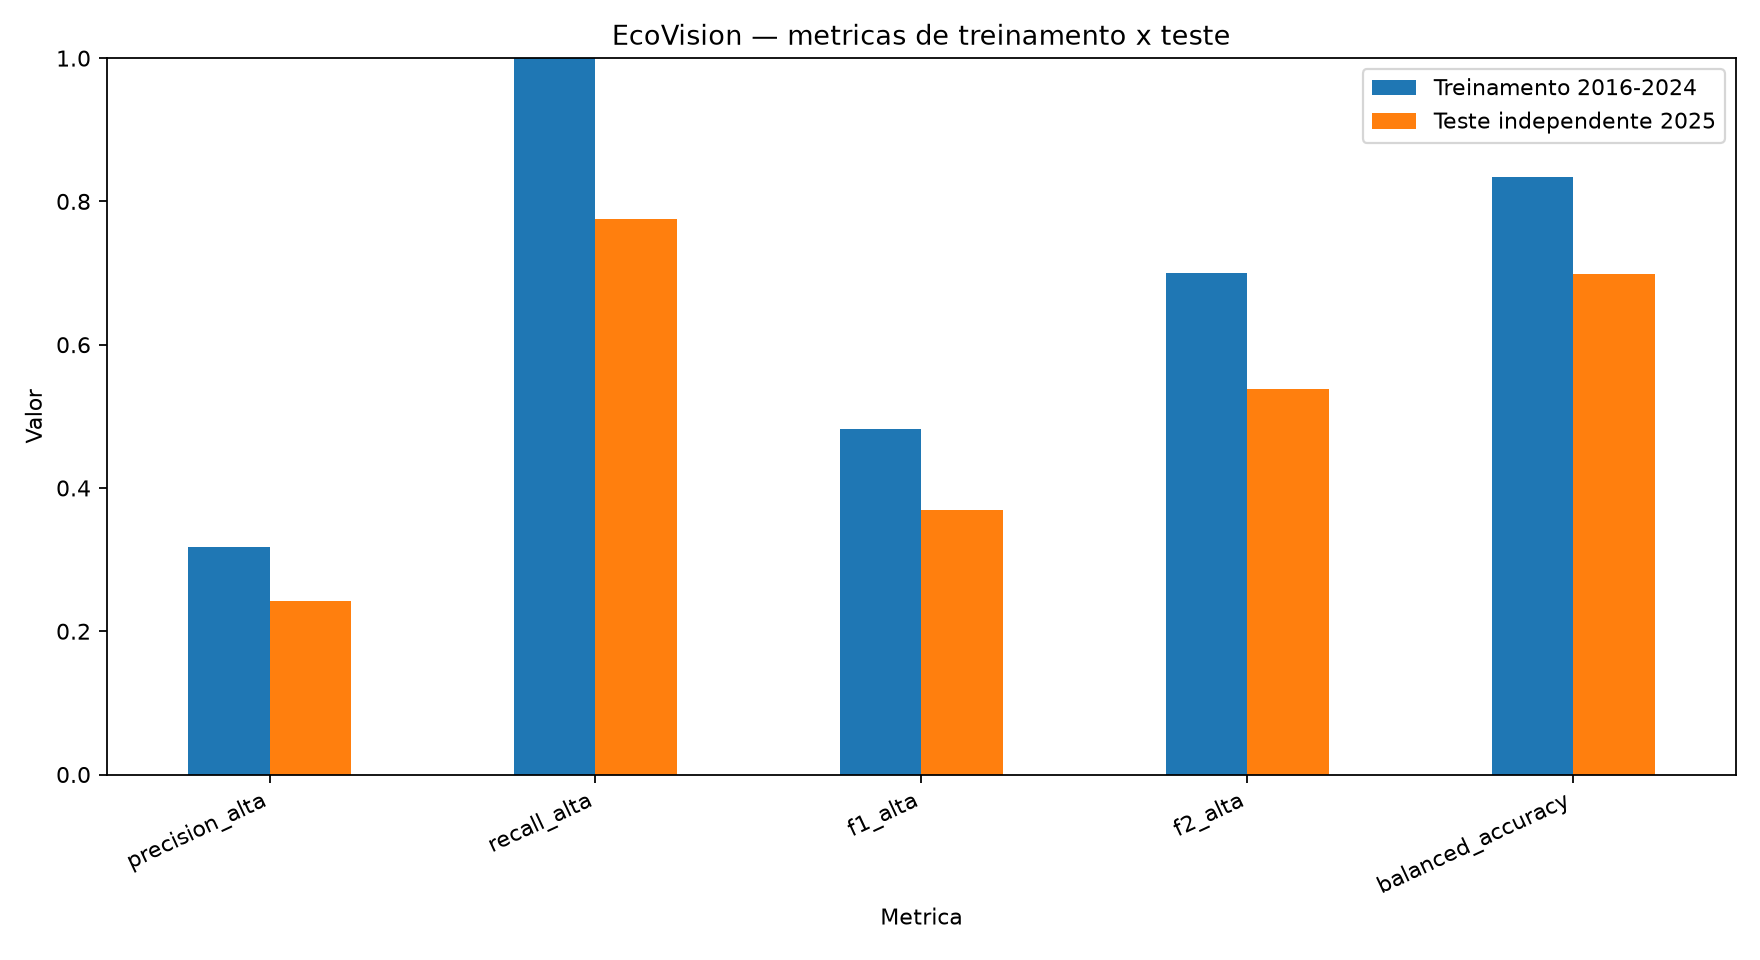 EcoVision — metricas de treinamento x teste
Treinamento 2016-2024
Teste independente 2025
Valor
1.0
0.8
0.6
0.4
0.2
0.0
precision_alta
recall_alta
f1_alta
f2_alta
balanced_accuracy
Metrica